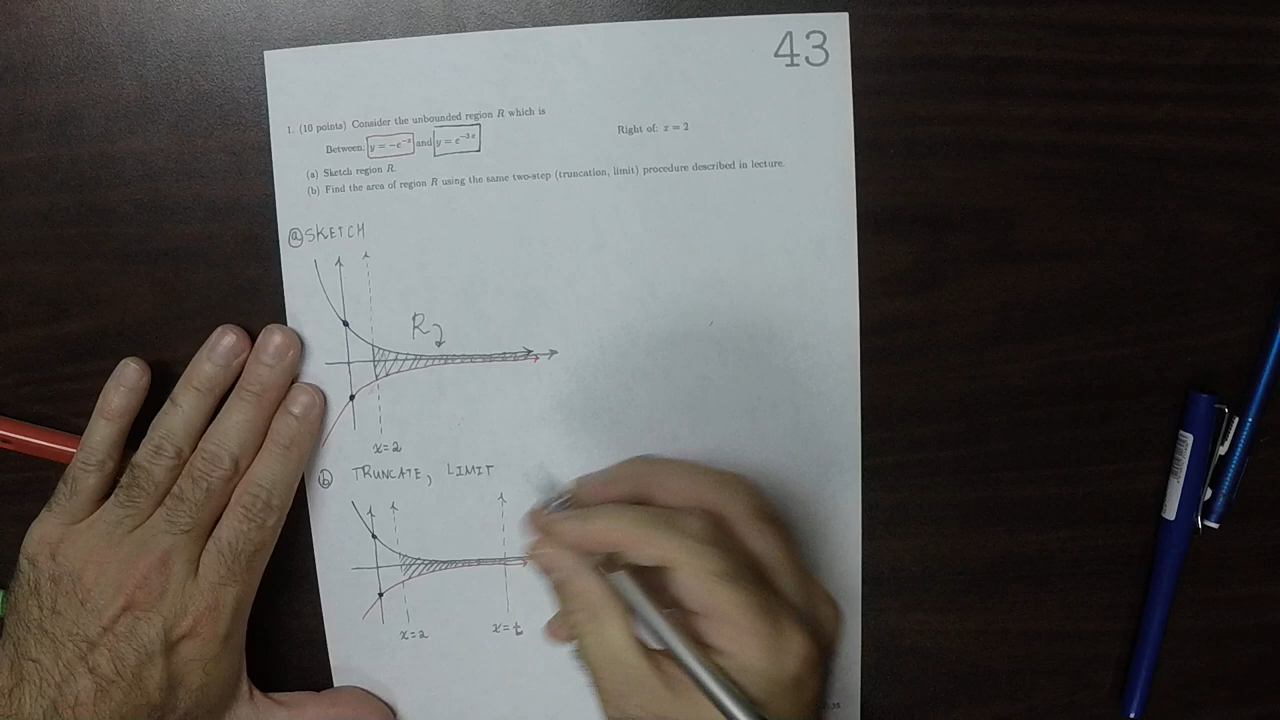 43
1. (10 points) Consider the unbounded region R which is
Between: y = −e⁻ˣ and y = e⁻³ˣ Right of: x = 2
(a) Sketch region R.
(b) Find the area of region R using the same two-step (truncation, limit) procedure described in lecture.
ⓐ SKETCH
R
x=2
ⓑ TRUNCATE, LIMIT
x=2 x=t